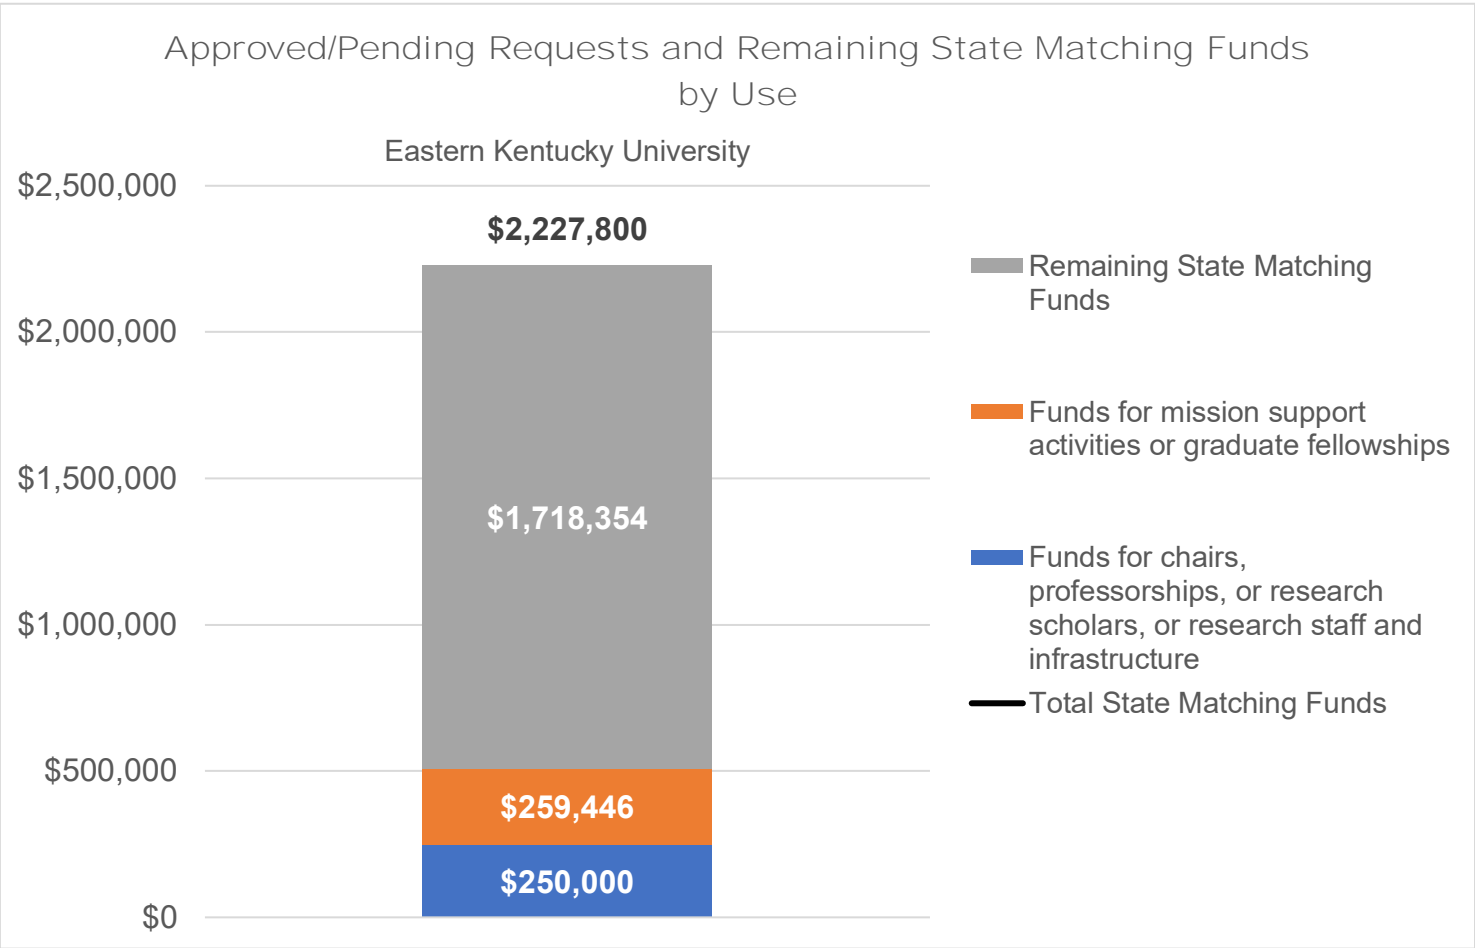 Approved/Pending Requests and Remaining State Matching Funds
by Use
Eastern Kentucky University
$2,500,000
$2,227,800
$2,000,000
$1,500,000
$1,718,354
$1,000,000
$500,000
$259,446
$250,000
$0
Remaining State Matching
Funds
Funds for mission support
activities or graduate fellowships
Funds for chairs,
professorships, or research
scholars, or research staff and
infrastructure
Total State Matching Funds